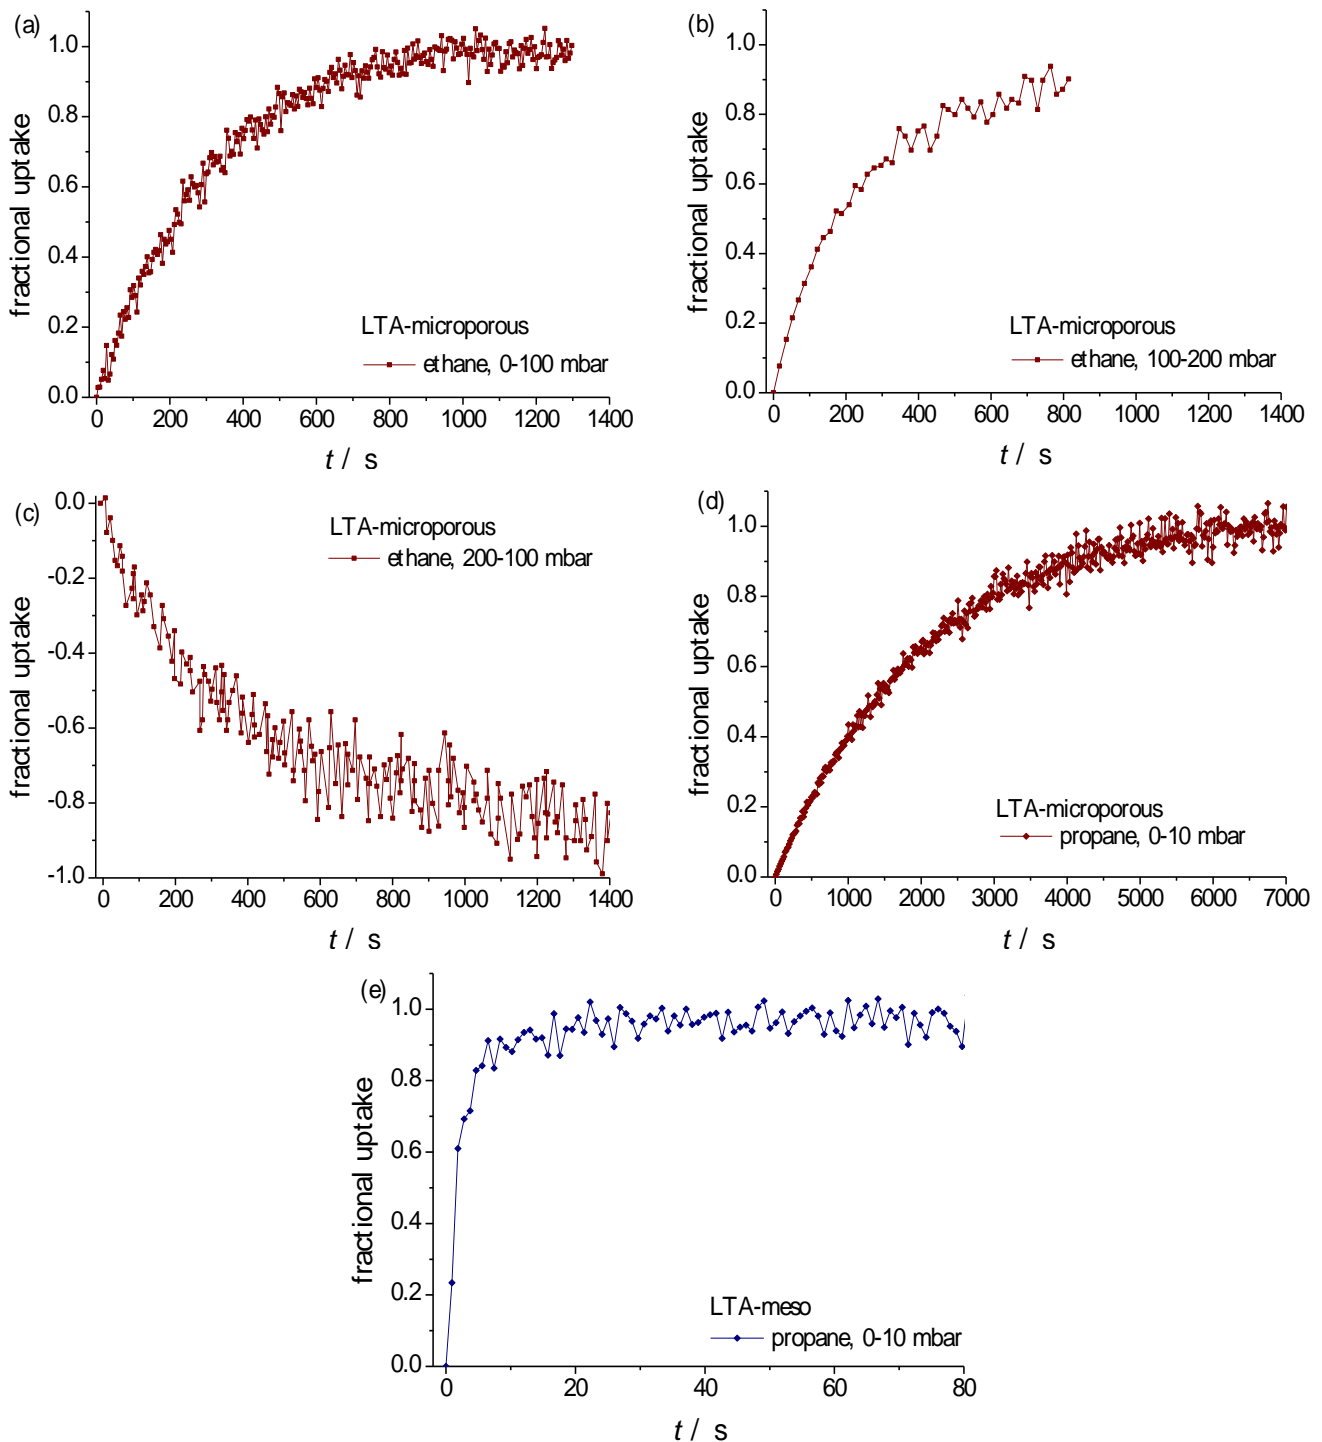 (a)
1.0
0.8
0.6
0.4
0.2
0.0
fractional uptake
LTA-microporous
ethane, 0-100 mbar
0 200 400 600 800 1000 1200 1400
t / s
(b)
1.0
0.8
0.6
0.4
0.2
0.0
fractional uptake
LTA-microporous
ethane, 100-200 mbar
0 200 400 600 800 1000 1200 1400
t / s
(c)
0.0
-0.2
-0.4
-0.6
-0.8
-1.0
fractional uptake
LTA-microporous
ethane, 200-100 mbar
0 200 400 600 800 1000 1200 1400
t / s
(d)
1.0
0.8
0.6
0.4
0.2
0.0
fractional uptake
LTA-microporous
propane, 0-10 mbar
0 1000 2000 3000 4000 5000 6000 7000
t / s
(e)
1.0
0.8
0.6
0.4
0.2
0.0
fractional uptake
LTA-meso
propane, 0-10 mbar
0 20 40 60 80
t / s